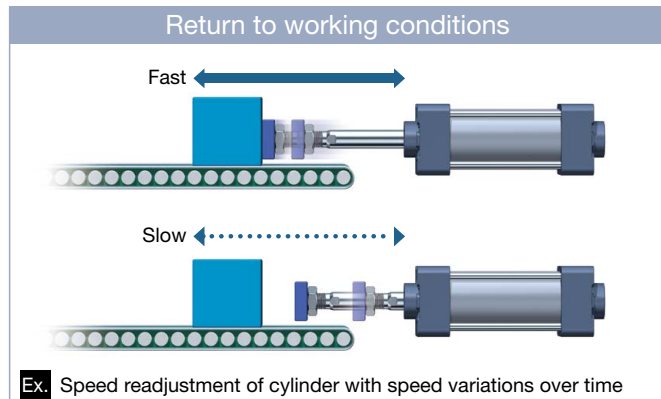 Return to working conditions
Fast
Slow
Ex. Speed readjustment of cylinder with speed variations over time